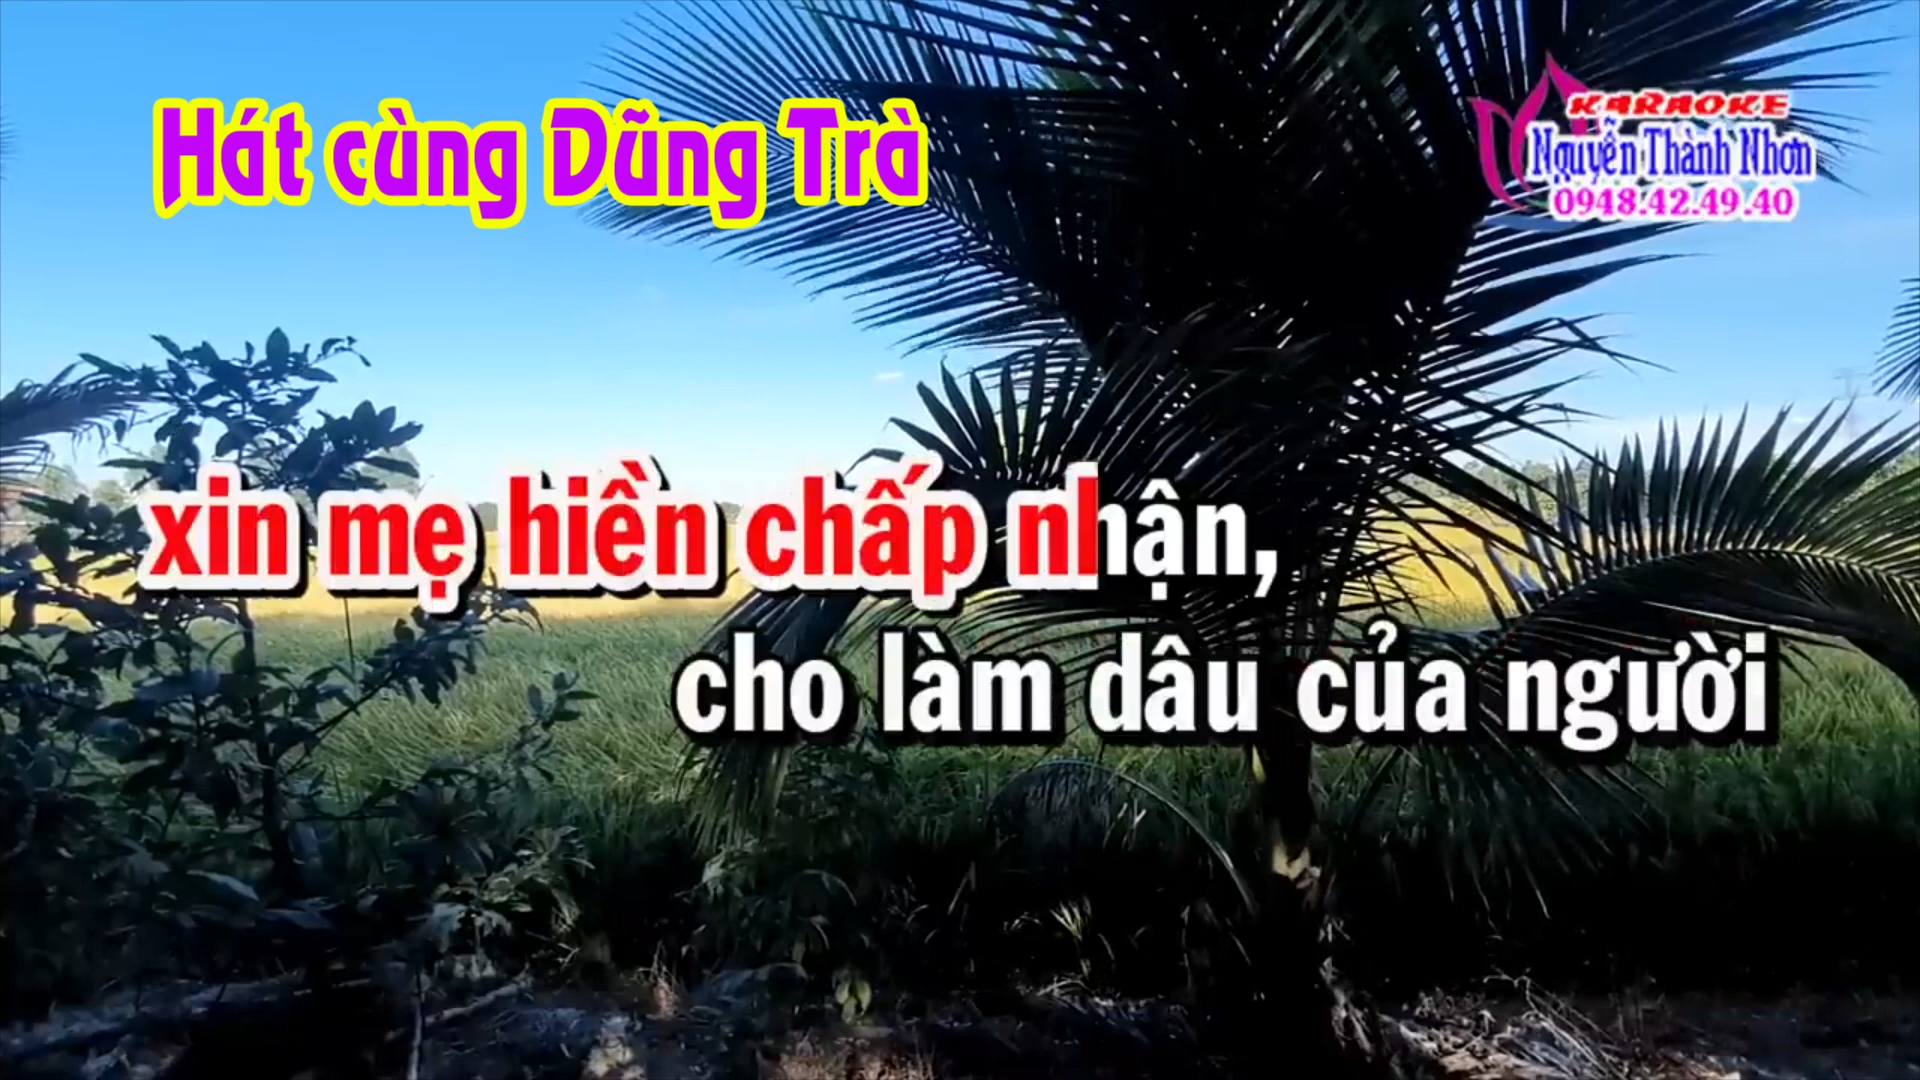 Hát cùng Dũng Trà
KARAOKE
Nguyễn Thành Nhơn
0948.42.49.40
xin mẹ hiền chấp nhận,
cho làm dâu của người